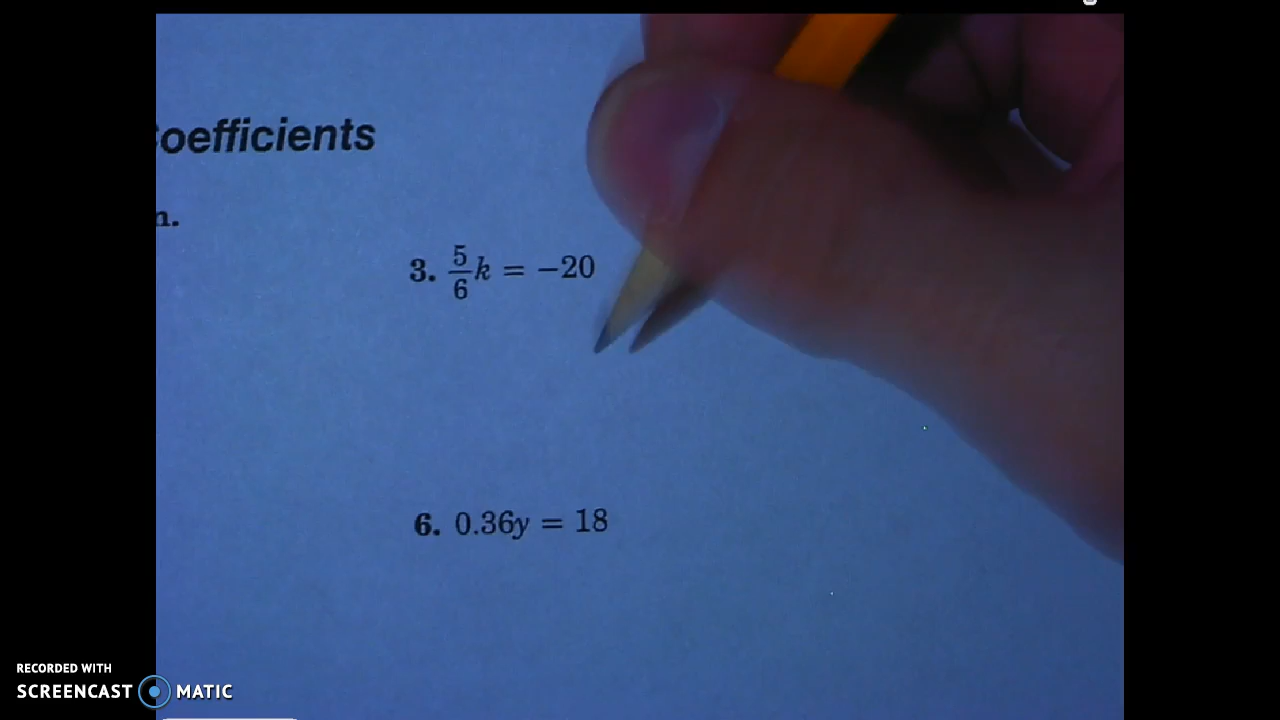 oefficients
n.
3. 5/6 k = −20
6. 0.36y = 18
RECORDED WITH
SCREENCAST MATIC